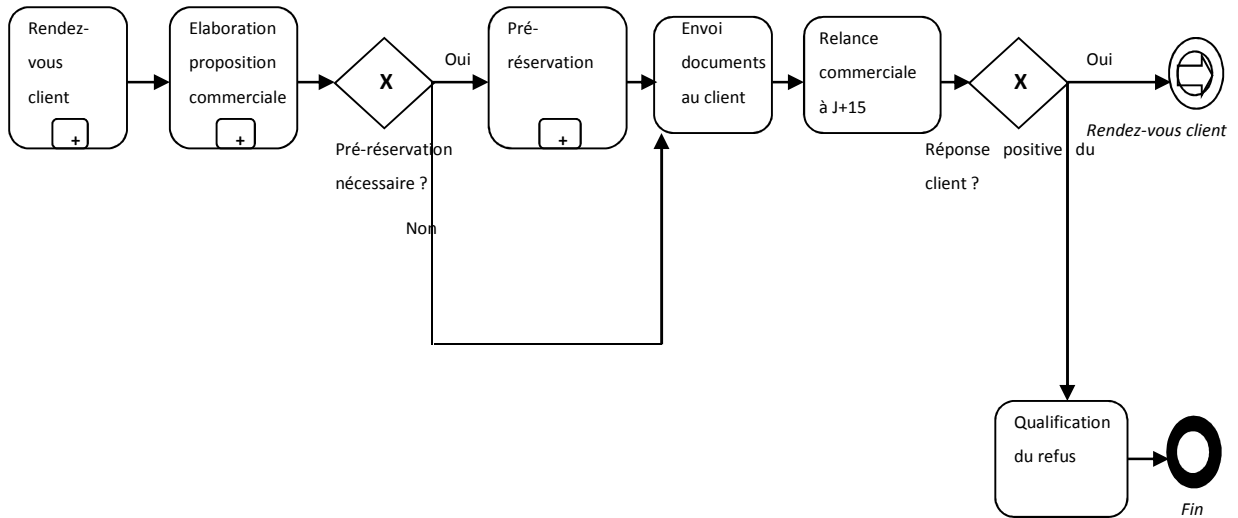 Rendez-
vous
client
+
Elaboration
proposition
commerciale
+
X
Pré-réservation
nécessaire ?
Oui
Non
Pré-
réservation
+
Envoi
documents
au client
Relance
commerciale
à J+15
X
Réponse positive du
client ?
Oui
Rendez-vous client
Qualification
du refus
Fin